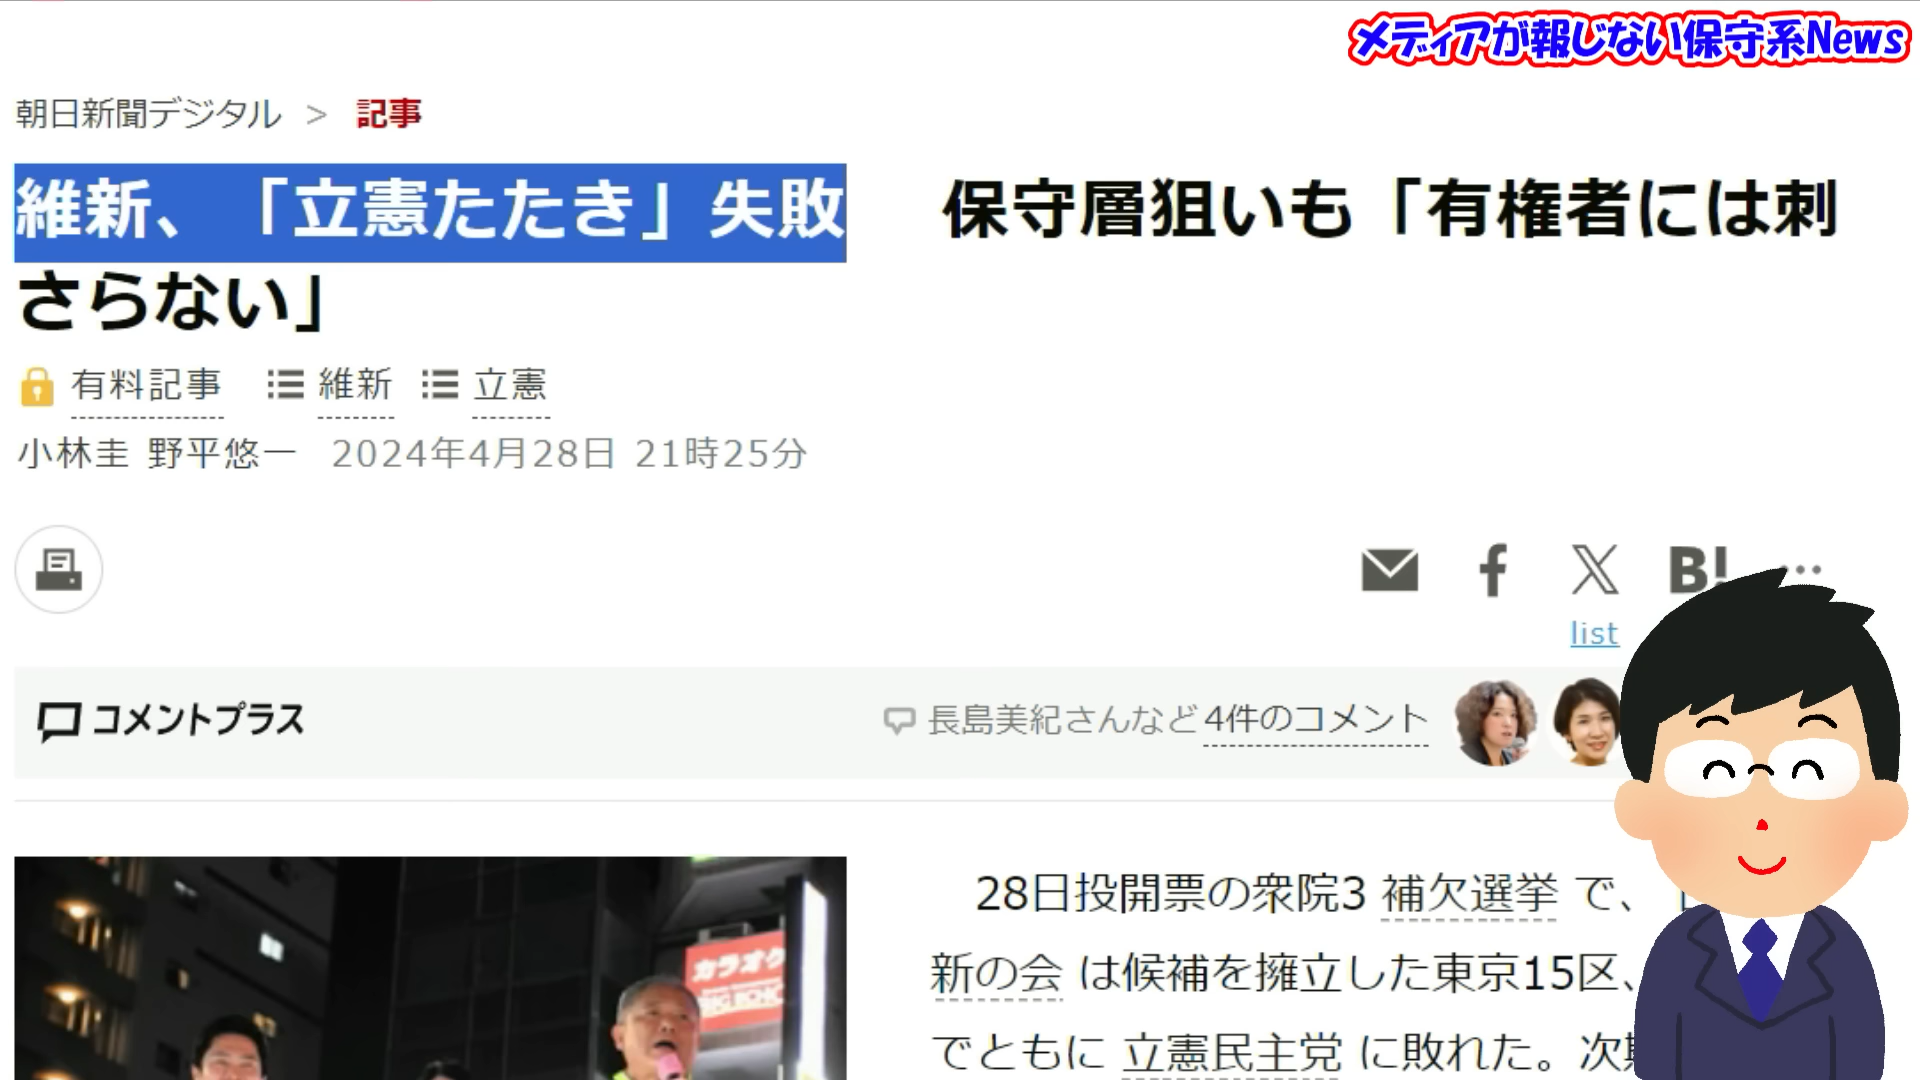 メディアが報じない保守系News
朝日新聞デジタル > 記事
維新、「立憲たたき」失敗　保守層狙いも「有権者には刺
さらない」
有料記事 維新 立憲
小林圭 野平悠一 2024年4月28日 21時25分
B! …
list
コメントプラス 長島美紀さんなど4件のコメント
28日投開票の衆院3 補欠選挙 で、
新の会 は候補を擁立した東京15区、
でともに 立憲民主党 に敗れた。次
カラオケ
BIG ECHO